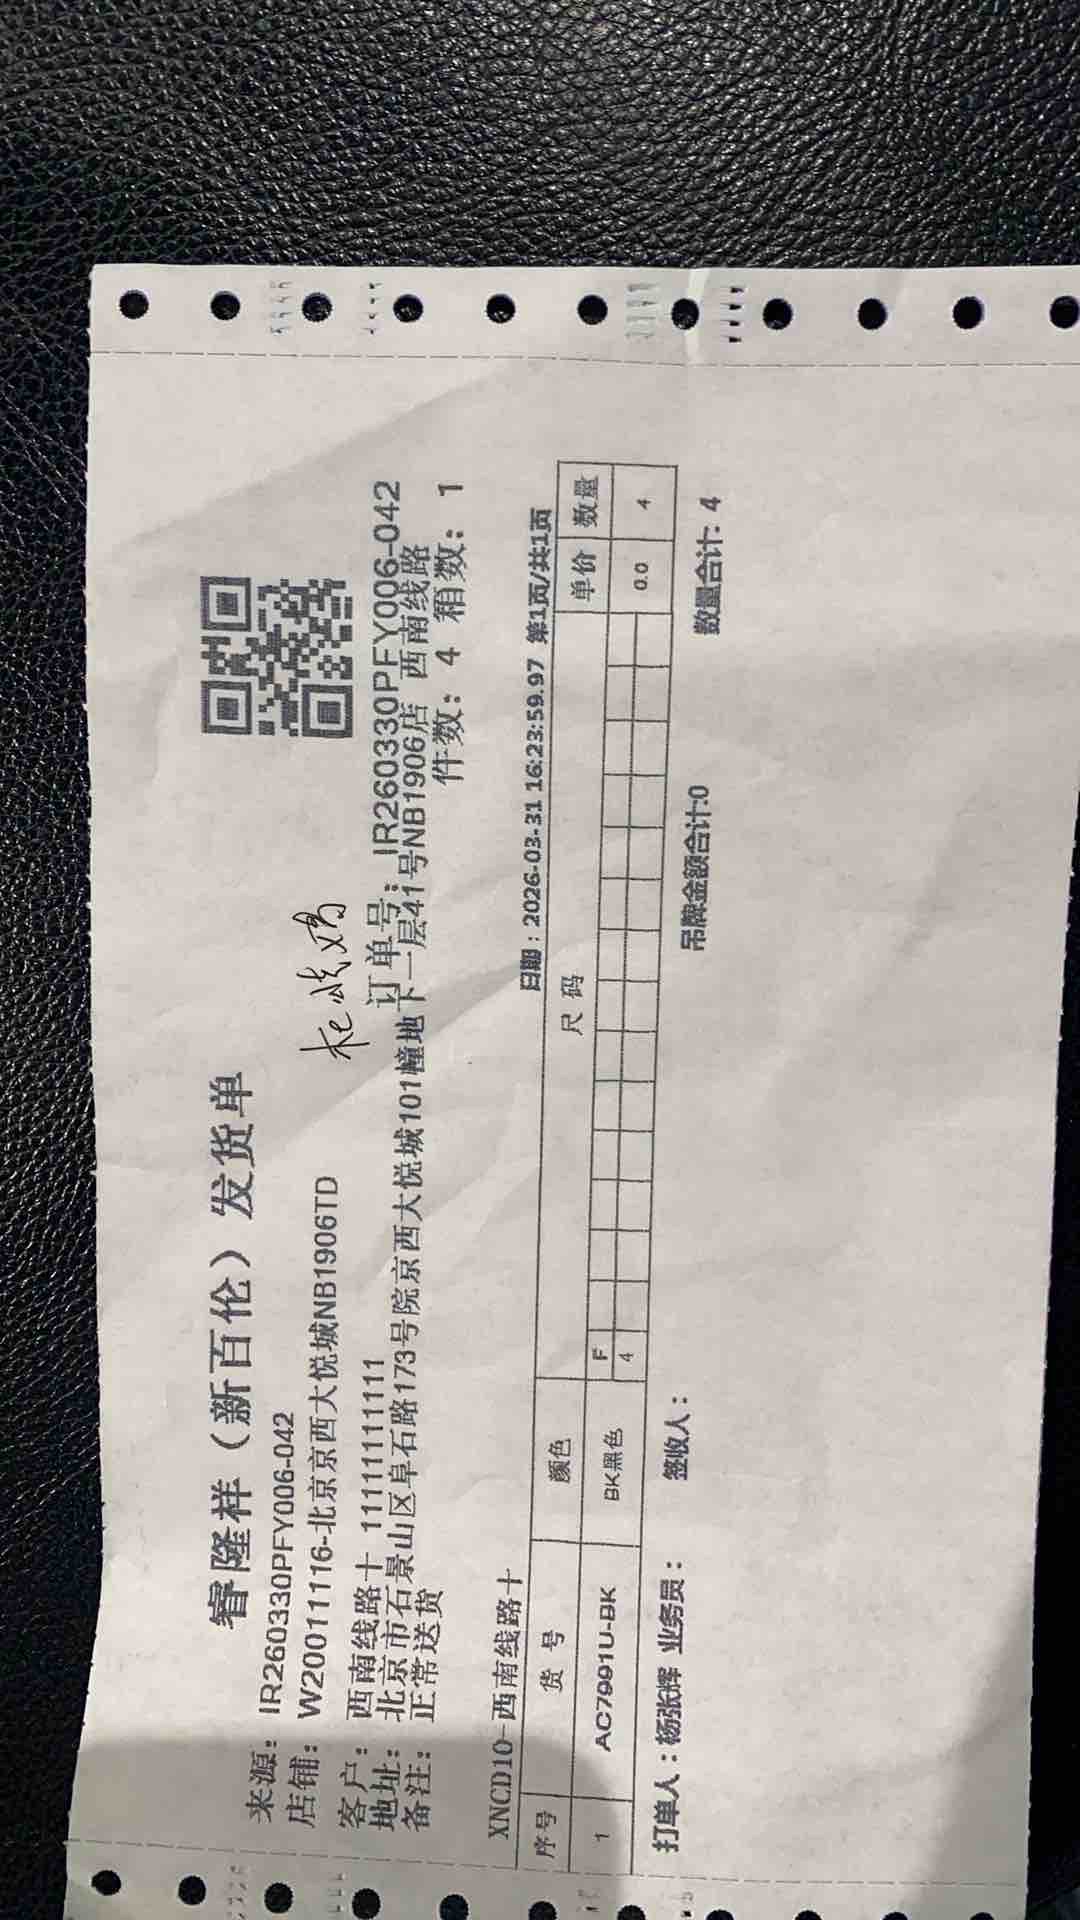 睿隆祥（新百伦）发货单
来源：IR260330PFY006-042
店铺：W20011116-北京京西大悦城NB1906TD
客户：西南线路十 11111111111 订单号：IR260330PFY006-042
地址：北京市石景山区阜石路173号院京西大悦城101幢地下一层41号NB1906店 西南线路
备注：正常送货 件数：4 箱数：1
XNCD10-西南线路十 日期：2026-03-31 16:23:59.97 第1页/共1页
序号 货号 颜色 尺码 单价 数量
F
1 AC7991U-BK BK黑色 4 0.0 4
打单人：杨张辉 业务员： 签收人： 吊牌金额合计:0 数量合计: 4